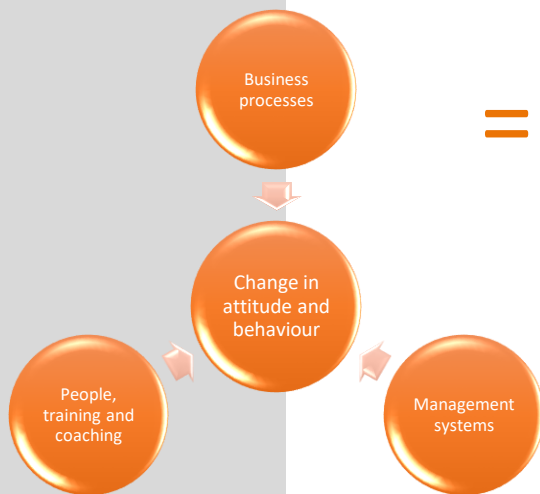 Business
processes
=
Change in
attitude and
behaviour
People,
training and
coaching
Management
systems